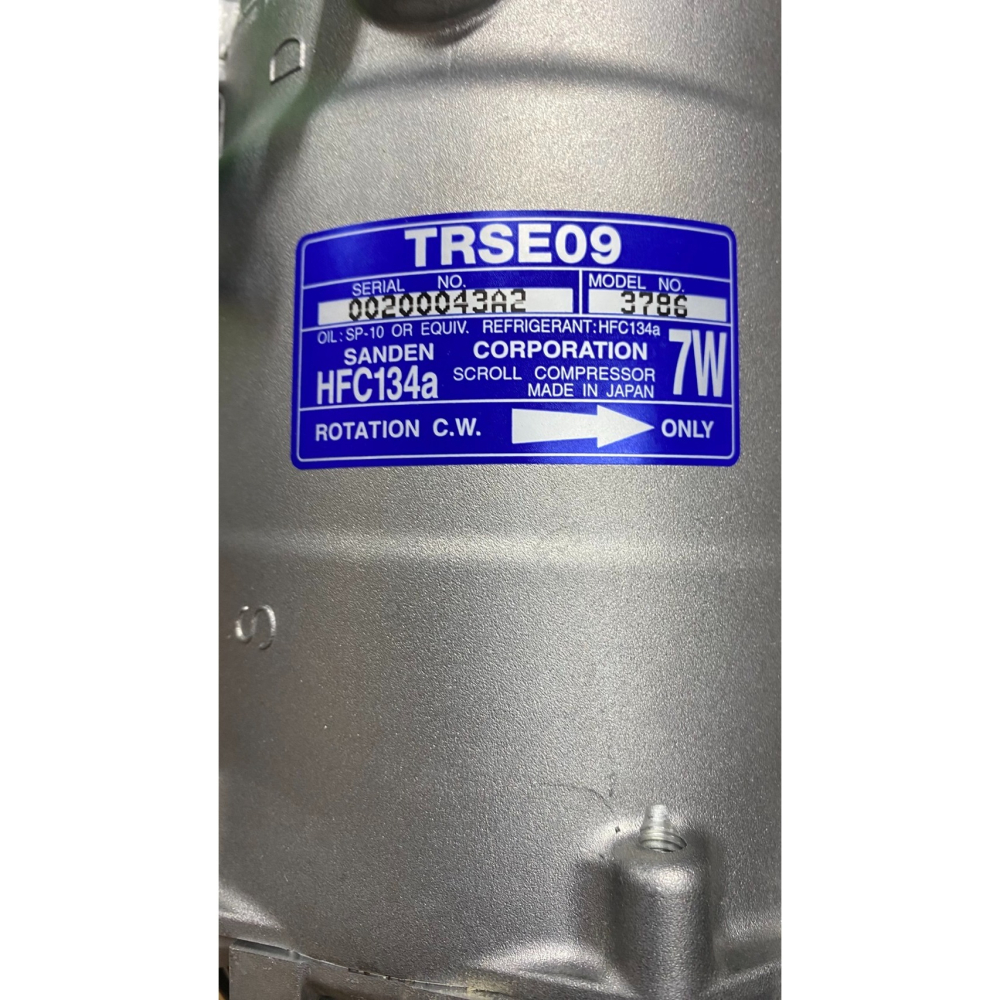 D
TRSE09
SERIAL NO.
00200043A2
MODEL NO.
3786
OIL : SP-10 OR EQUIV. REFRIGERANT:HFC134a
SANDEN CORPORATION
HFC134a
SCROLL COMPRESSOR
MADE IN JAPAN
7W
ROTATION C.W.
ONLY
S